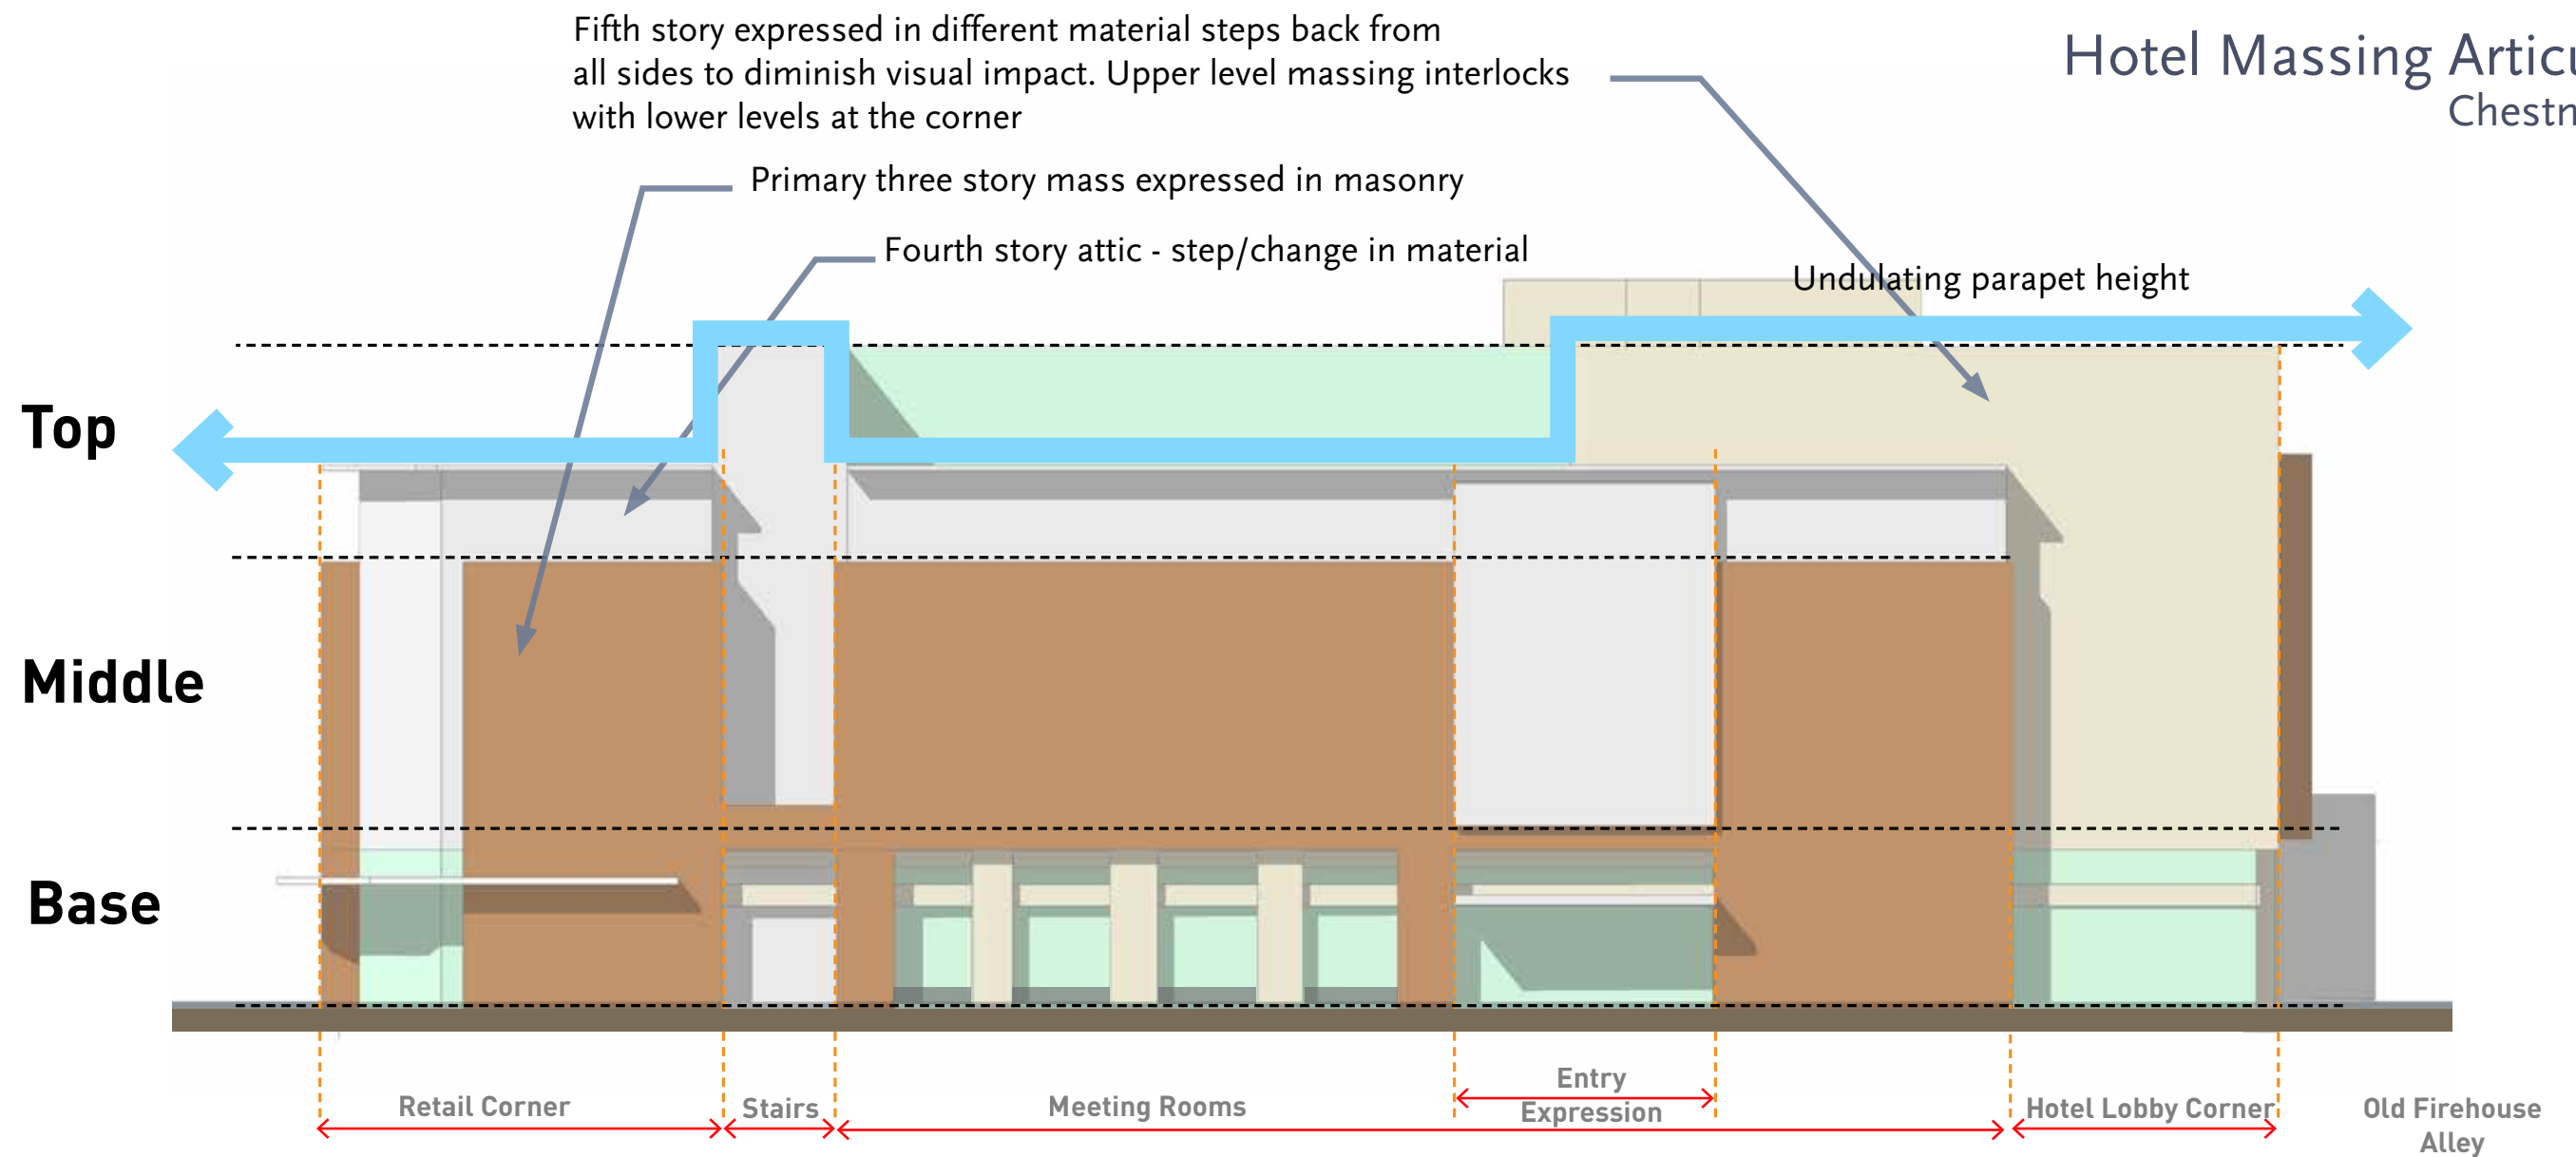 Fifth story expressed in different material steps back from
all sides to diminish visual impact. Upper level massing interlocks
with lower levels at the corner
Hotel Massing
Primary three story mass expressed in masonry
Fourth story attic - step/change in material
Undulating parapet height
Top
Middle
Base
Retail Corner
Stairs
Meeting Rooms
Entry
Expression
Hotel Lobby Corner
Old Firehouse
Alley